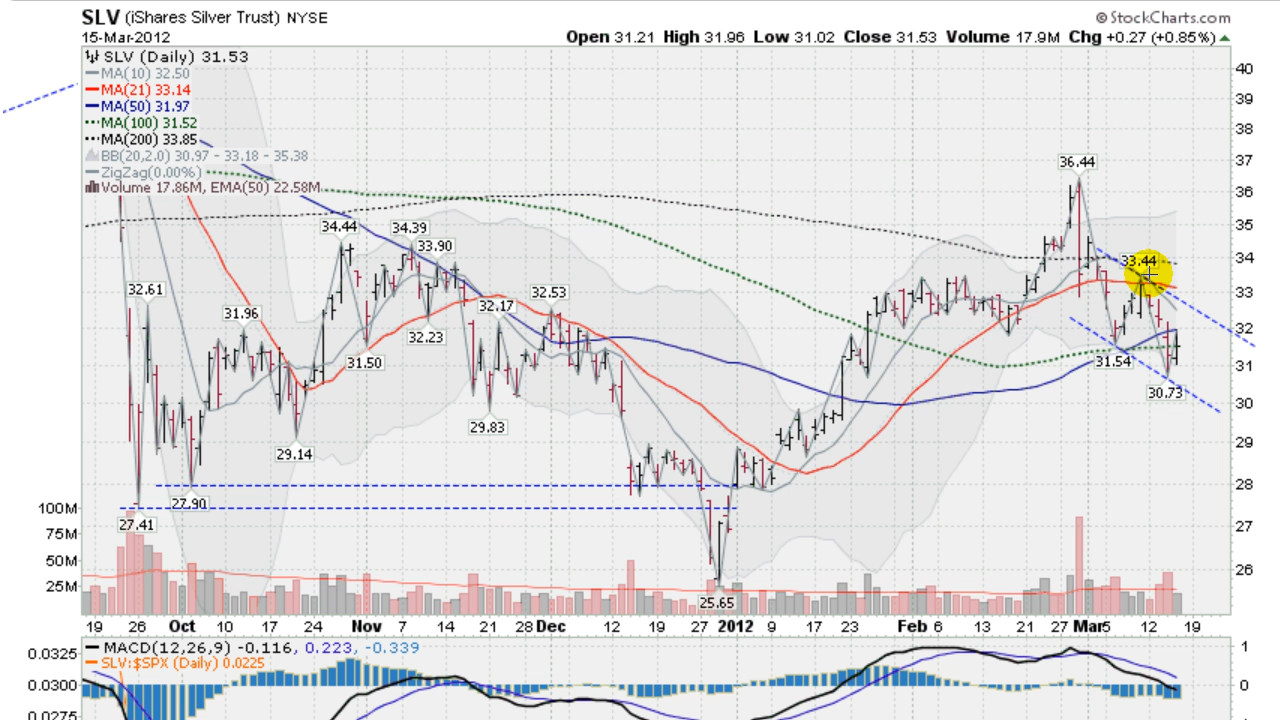 SLV (iShares Silver Trust) NYSE
© StockCharts.com
15-Mar-2012
Open 31.21 High 31.96 Low 31.02 Close 31.53 Volume 17.9M Chg +0.27 (+0.85%)
SLV (Daily) 31.53
MA(10) 32.50
MA(21) 33.14
MA(50) 31.97
MA(100) 31.52
MA(200) 33.85
BB(20,2.0) 30.97 - 33.18 - 35.38
ZigZag(0.00%)
Volume 17.86M, EMA(50) 22.58M
40
39
38
37
36
35
34
33
32
31
30
29
28
27
26
36.44
34.44
34.39
33.90
33.44
32.61
32.53
32.17
31.96
32.23
31.50
31.54
30.73
29.83
29.14
27.90
27.41
25.65
100M
75M
50M
25M
19 26 Oct 10 17 24 Nov 7 14 21 28 Dec 12 19 27 2012 9 17 23 Feb 6 13 21 27 Mar 5 12 19
MACD(12,26,9) -0.116, 0.223, -0.339
SLV:$SPX (Daily) 0.0225
0.0325
0.0300
0.0275
1
0